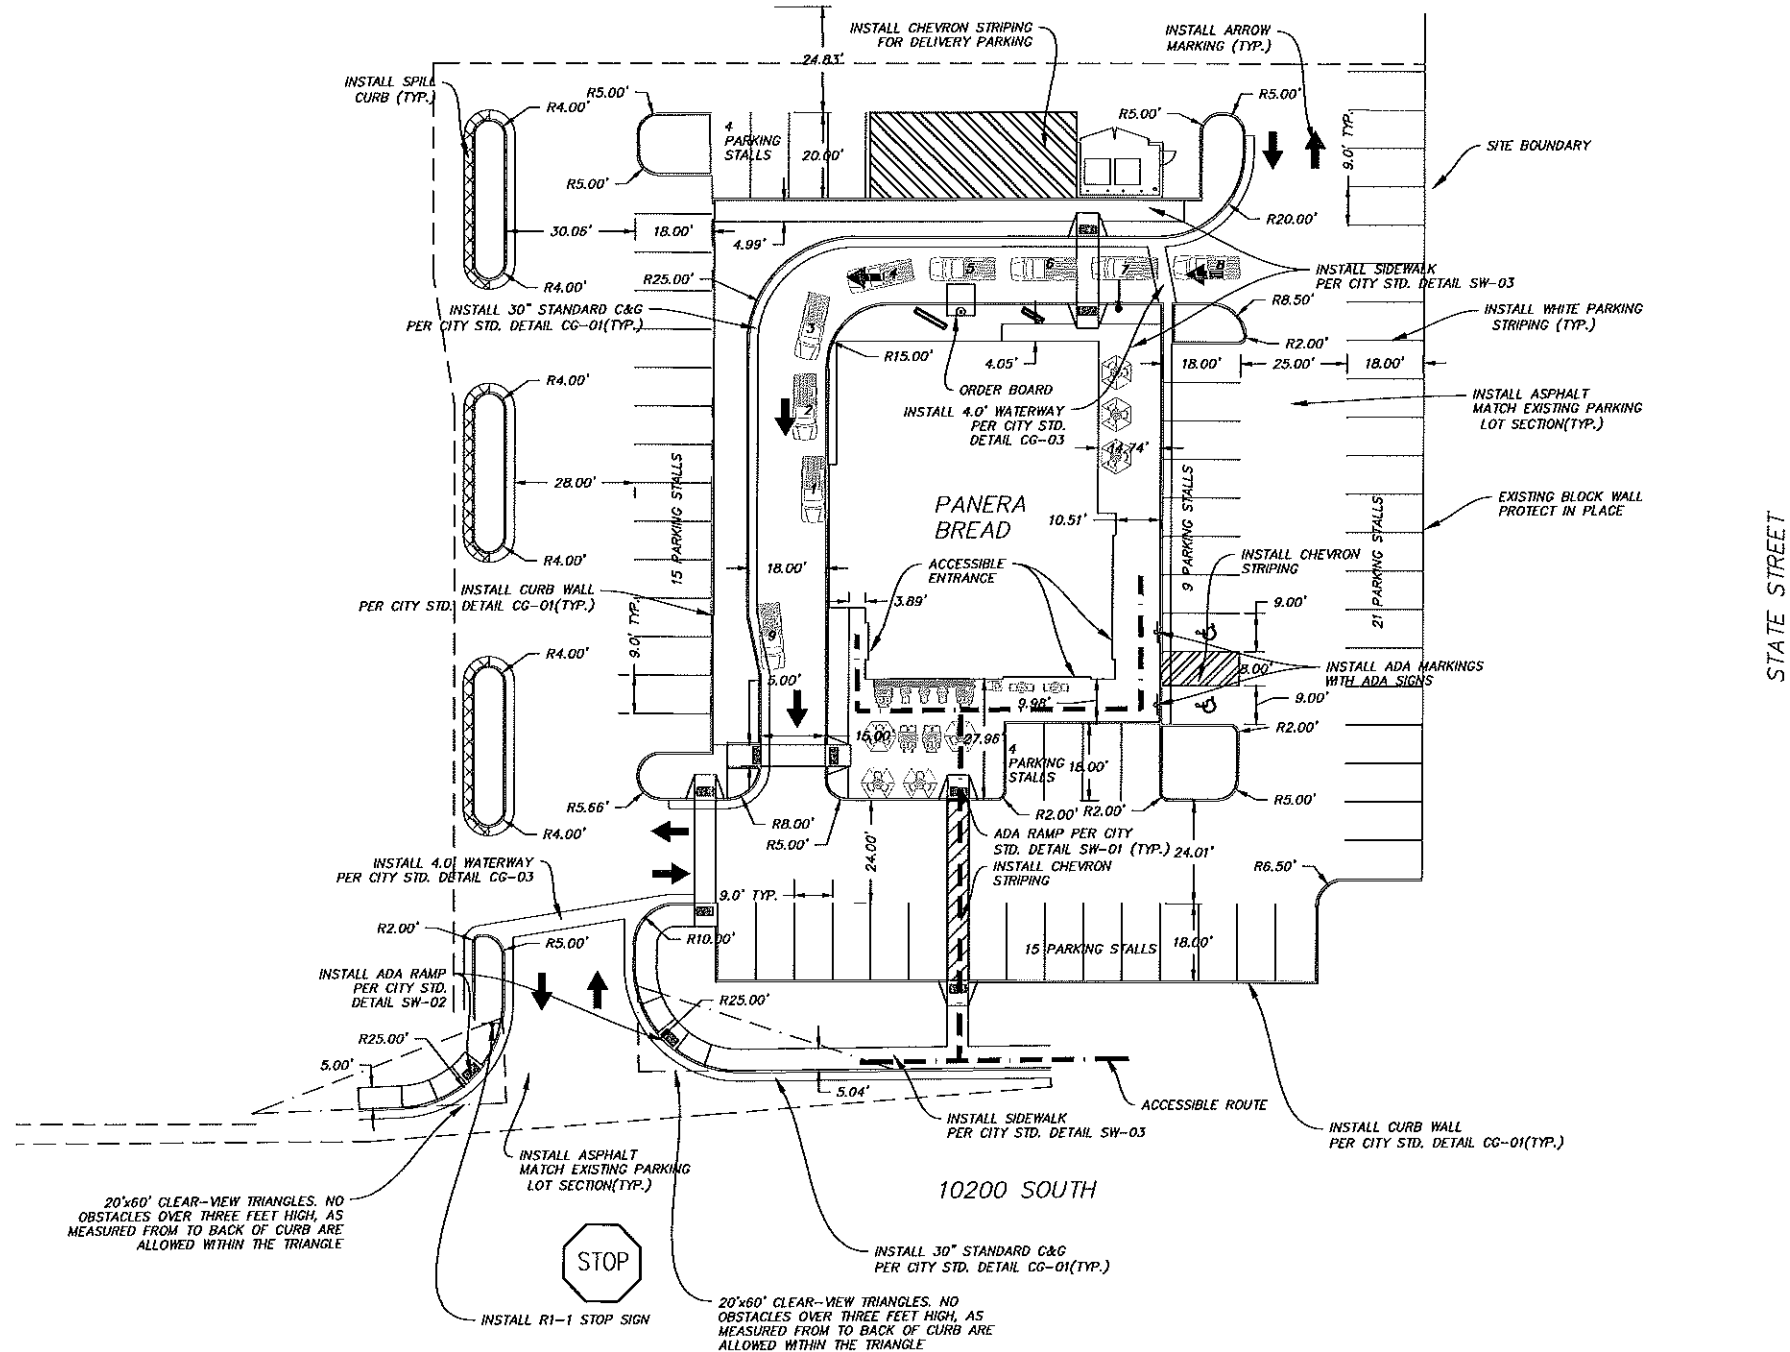 INSTALL CHEVRON STRIPING
FOR DELIVERY PARKING
INSTALL ARROW
MARKING (TYP.)
24.83'
INSTALL SPILL
CURB (TYP.)
R4.00'
R5.00'
R5.00'
R5.00'
4
PARKING
STALLS
20.00'
9.0' TYP.
SITE BOUNDARY
R5.00'
R20.00'
30.06'
18.00'
4.99'
R4.00'
R25.00'
4
5
6
7
8
INSTALL SIDEWALK
PER CITY STD. DETAIL SW-03
INSTALL 30" STANDARD C&G
PER CITY STD. DETAIL CG-01(TYP.)
R8.50'
INSTALL WHITE PARKING
STRIPING (TYP.)
3
R2.00'
R15.00'
4.05'
18.00'
25.00'
18.00'
R4.00'
ORDER BOARD
INSTALL 4.0' WATERWAY
PER CITY STD.
DETAIL CG-03
INSTALL ASPHALT
MATCH EXISTING PARKING
LOT SECTION(TYP.)
2
14.74'
28.00'
15 PARKING STALLS
1
PANERA
BREAD
10.51'
9 PARKING STALLS
21 PARKING STALLS
EXISTING BLOCK WALL
PROTECT IN PLACE
STATE STREET
R4.00'
18.00'
ACCESSIBLE
ENTRANCE
INSTALL CHEVRON
STRIPING
INSTALL CURB WALL
PER CITY STD. DETAIL CG-01(TYP.)
3.89'
9.00'
9.0' TYP.
9
R4.00'
8.00'
INSTALL ADA MARKINGS
WITH ADA SIGNS
5.00'
9.98'
9.00'
R2.00'
15.00'
27.96'
4
PARKING
STALLS
18.00'
R5.66'
R5.00'
R4.00'
R8.00'
R5.00'
R2.00'
R2.00'
24.00'
ADA RAMP PER CITY
STD. DETAIL SW-01 (TYP.)
24.01'
INSTALL CHEVRON
STRIPING
INSTALL 4.0' WATERWAY
PER CITY STD. DETAIL CG-03
R6.50'
9.0' TYP.
R2.00'
R5.00'
R10.00'
15 PARKING STALLS
18.00'
INSTALL ADA RAMP
PER CITY STD.
DETAIL SW-02
R25.00'
R25.00'
5.00'
5.04'
ACCESSIBLE ROUTE
INSTALL SIDEWALK
PER CITY STD. DETAIL SW-03
INSTALL CURB WALL
PER CITY STD. DETAIL CG-01(TYP.)
INSTALL ASPHALT
MATCH EXISTING PARKING
LOT SECTION(TYP.)
10200 SOUTH
20'x60' CLEAR-VIEW TRIANGLES. NO
OBSTACLES OVER THREE FEET HIGH, AS
MEASURED FROM TO BACK OF CURB ARE
ALLOWED WITHIN THE TRIANGLE
STOP
INSTALL 30" STANDARD C&G
PER CITY STD. DETAIL CG-01(TYP.)
INSTALL R1-1 STOP SIGN
20'x60' CLEAR-VIEW TRIANGLES. NO
OBSTACLES OVER THREE FEET HIGH, AS
MEASURED FROM TO BACK OF CURB ARE
ALLOWED WITHIN THE TRIANGLE